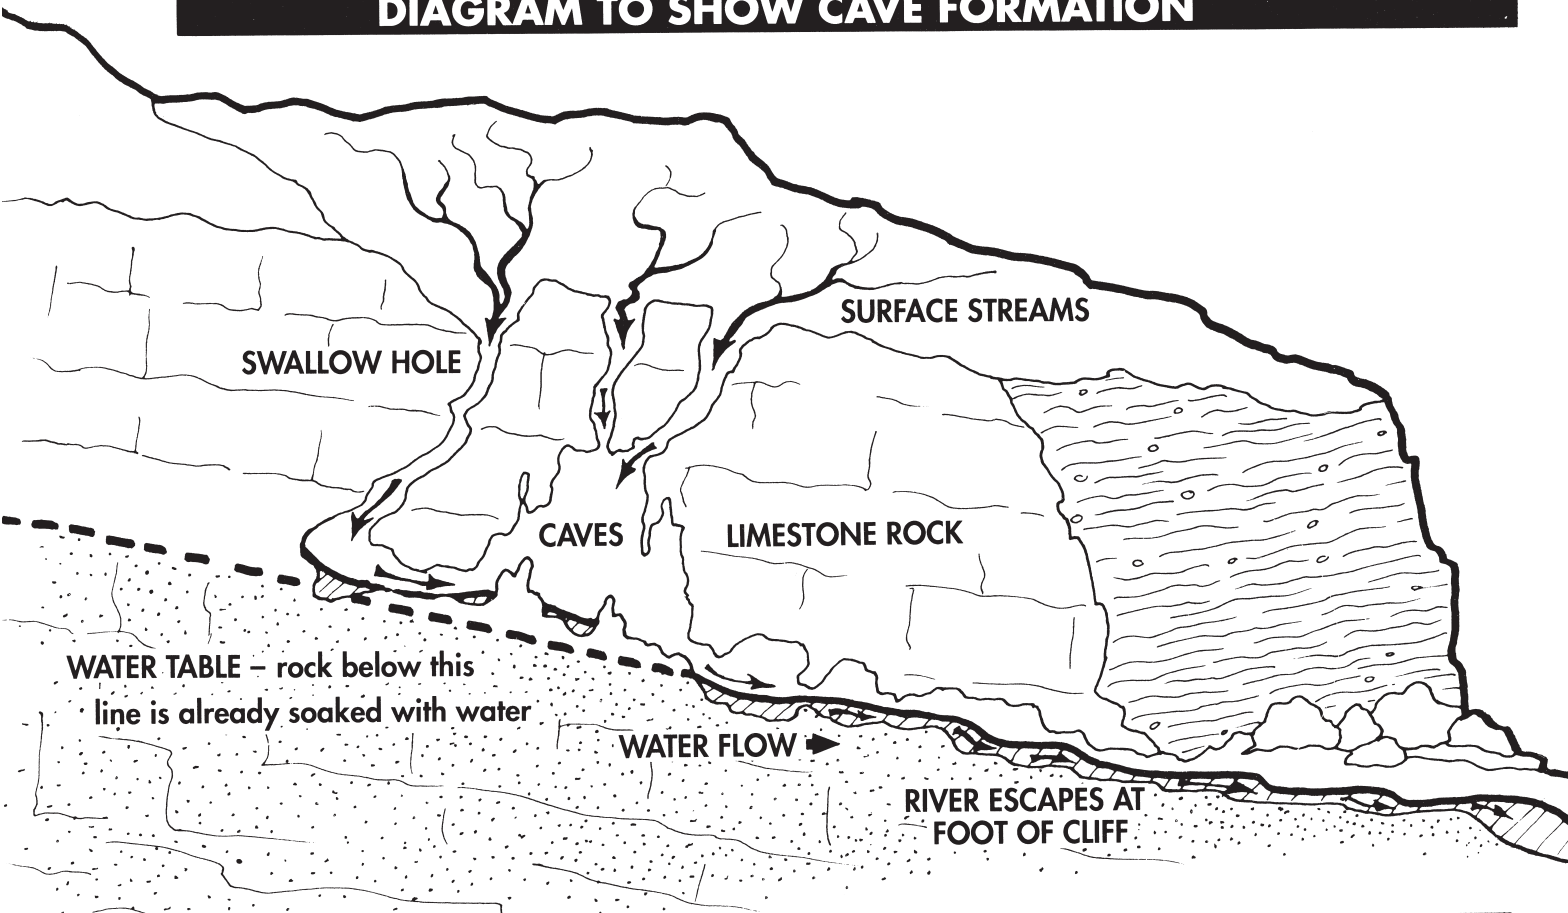 DIAGRAM TO SHOW CAVE FORMATION
SURFACE STREAMS
SWALLOW HOLE
CAVES
LIMESTONE ROCK
WATER TABLE – rock below this
line is already soaked with water
WATER FLOW
RIVER ESCAPES AT
FOOT OF CLIFF